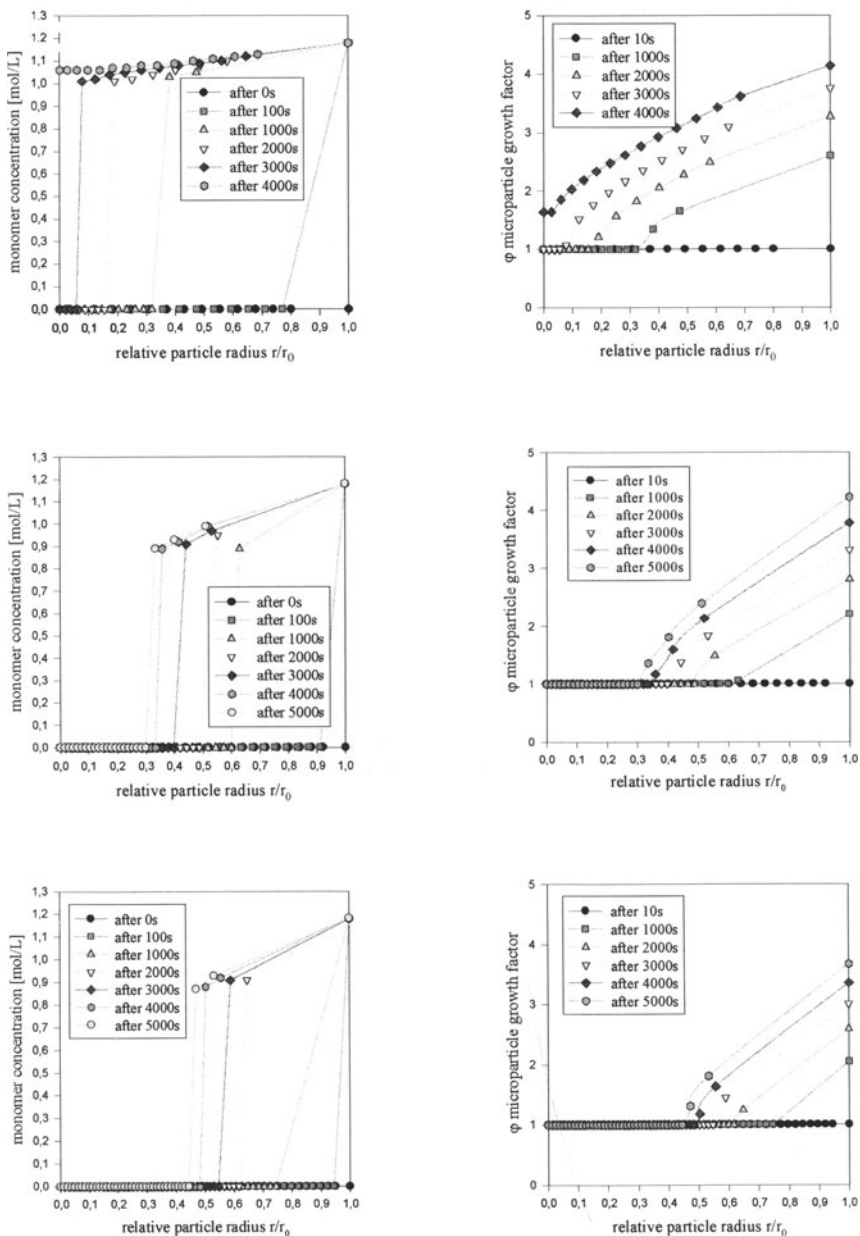 monomer concentration [mol/L]
1,3
1,2
1,1
1,0
0,9
0,8
0,7
0,6
0,5
0,4
0,3
0,2
0,1
0,0
after 0s
after 100s
after 1000s
after 2000s
after 3000s
after 4000s
0,0 0,1 0,2 0,3 0,4 0,5 0,6 0,7 0,8 0,9 1,0
relative particle radius r/r0
φ microparticle growth factor
5
4
3
2
1
0
after 10s
after 1000s
after 2000s
after 3000s
after 4000s
0,0 0,1 0,2 0,3 0,4 0,5 0,6 0,7 0,8 0,9 1,0
relative particle radius r/r0
monomer concentration [mol/L]
1,3
1,2
1,1
1,0
0,9
0,8
0,7
0,6
0,5
0,4
0,3
0,2
0,1
0,0
after 0s
after 100s
after 1000s
after 2000s
after 3000s
after 4000s
after 5000s
0,0 0,1 0,2 0,3 0,4 0,5 0,6 0,7 0,8 0,9 1,0
relative particle radius r/r0
φ microparticle growth factor
5
4
3
2
1
0
after 10s
after 1000s
after 2000s
after 3000s
after 4000s
after 5000s
0,0 0,1 0,2 0,3 0,4 0,5 0,6 0,7 0,8 0,9 1,0
relative particle radius r/r0
monomer concentration [mol/L]
1,3
1,2
1,1
1,0
0,9
0,8
0,7
0,6
0,5
0,4
0,3
0,2
0,1
0,0
after 0s
after 100s
after 1000s
after 2000s
after 3000s
after 4000s
after 5000s
0,0 0,1 0,2 0,3 0,4 0,5 0,6 0,7 0,8 0,9 1,0
relative particle radius r/r0
φ microparticle growth factor
5
4
3
2
1
0
after 10s
after 1000s
after 2000s
after 3000s
after 4000s
after 5000s
0,0 0,1 0,2 0,3 0,4 0,5 0,6 0,7 0,8 0,9 1,0
relative particle radius r/r0